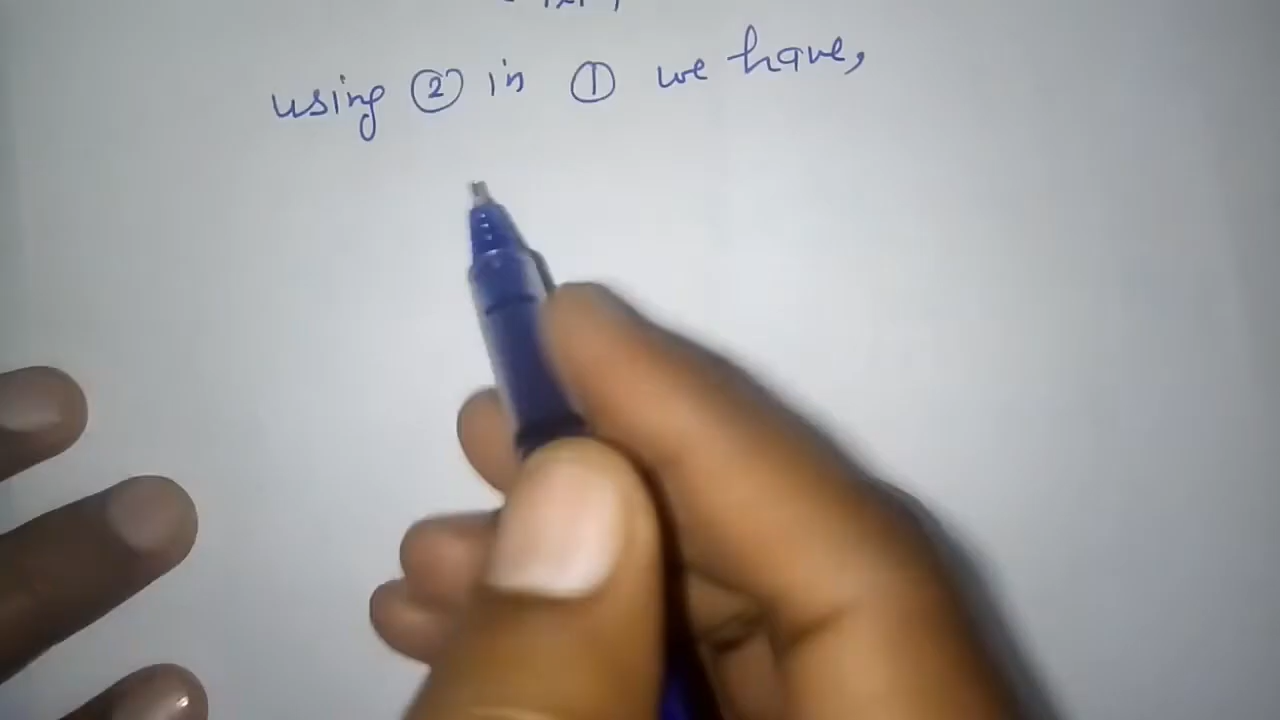 using ② in ① we have,